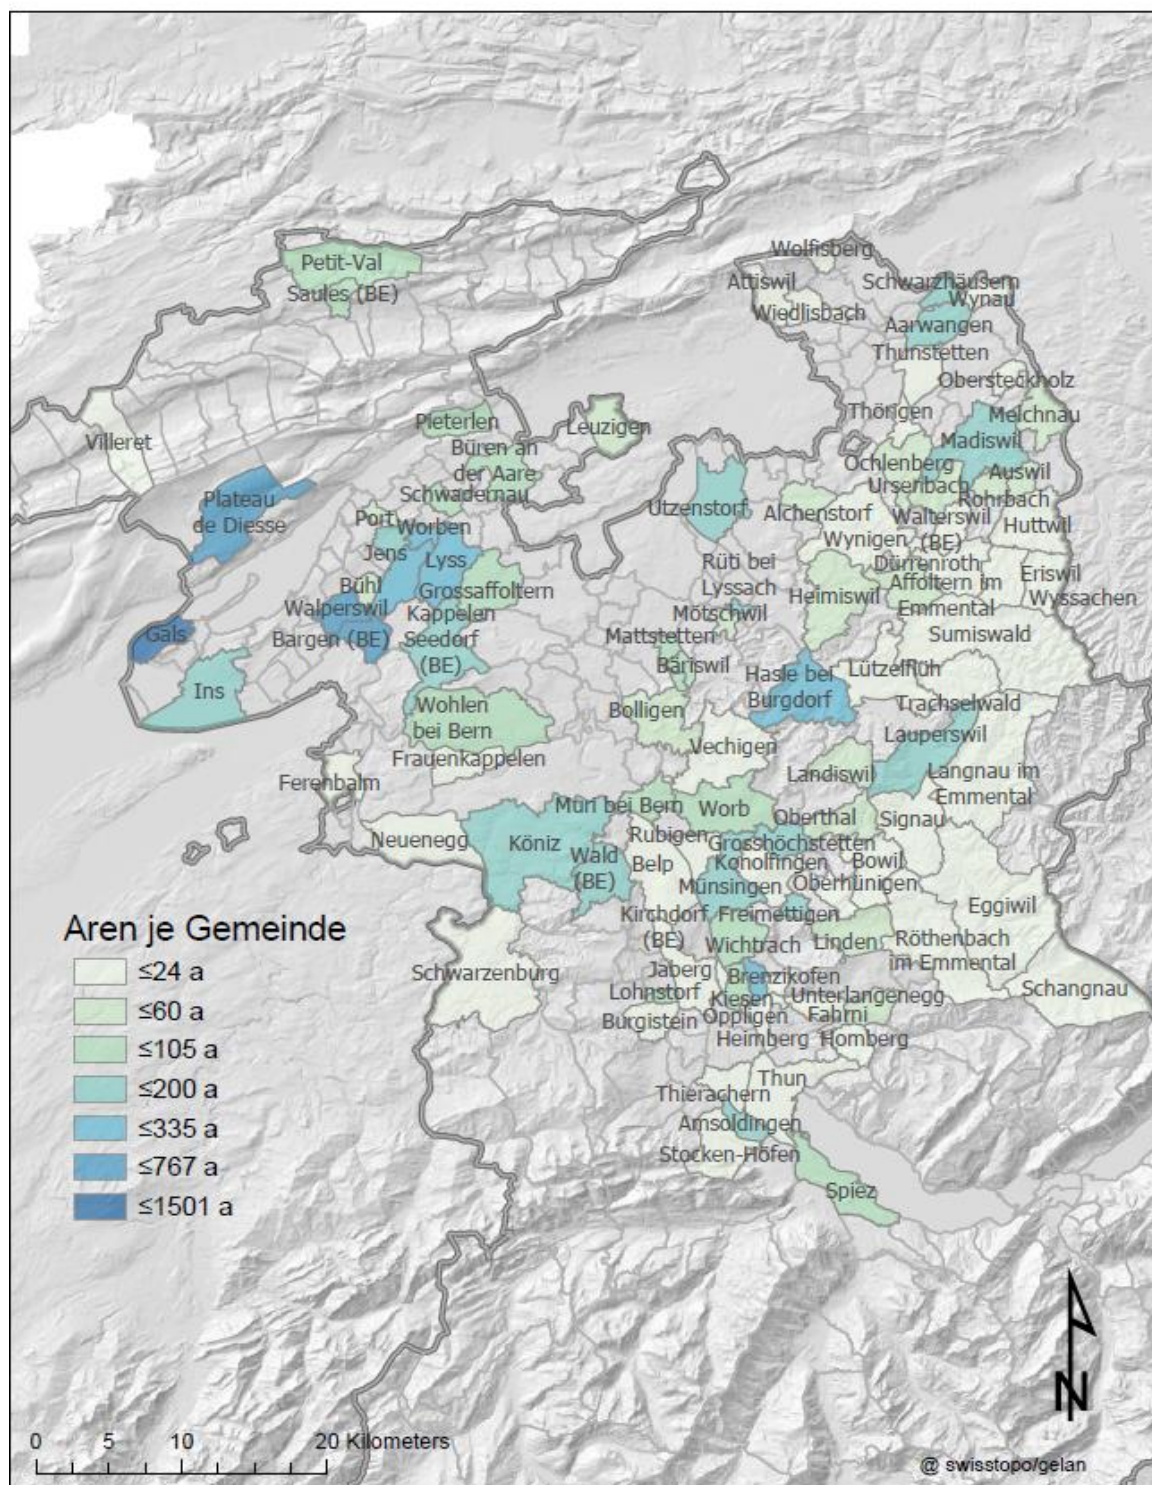 Wolfisberg
Petit-Val
Attiswil
Schwarzhäusern
Saules (BE)
Wynau
Wiedlisbach
Aarwangen
Thunstetten
Obersteckholz
Pieterlen
Leuzigen
Thörigen
Melchnau
Villeret
Madiswil
Büren an
der Aare
Ochlenberg
Auswil
Schwadernau
Ursenbach
Plateau
de Diesse
Utzenstorf
Rohrbach
Port
Worben
Alchenstorf
Walterswil
(BE)
Huttwil
Jens
Lyss
Wynigen
Rüti bei
Lyssach
Dürrenroth
Bühl
Grossaffoltern
Heimiswil
Affoltern im
Emmental
Eriswil
Walperswil
Kappelen
Mötschwil
Wyssachen
Gals
Bargen (BE)
Seedorf
(BE)
Mattstetten
Sumiswald
Bäriswil
Hasle bei
Burgdorf
Lützelflüh
Ins
Wohlen
bei Bern
Bolligen
Trachselwald
Vechigen
Lauperswil
Frauenkappelen
Landiswil
Langnau im
Emmental
Ferenbalm
Muri bei Bern
Worb
Oberthal
Signau
Neuenegg
Köniz
Rubigen
Grosshöchstetten
Wald
(BE)
Belp
Konolfingen
Bowil
Münsingen
Oberhünigen
Kirchdorf
(BE)
Freimettigen
Eggiwil
Aren je Gemeinde
Wichtrach
Linden
Röthenbach
im Emmental
≤24 a
Schwarzenburg
Jaberg
Brenzikofen
Schangnau
Lohnstorf
Kiesen
Unterlangenegg
≤60 a
Burgistein
Oppligen
Fahrni
≤105 a
Heimberg
Homberg
≤200 a
Thun
Thierachern
≤335 a
Amsoldingen
Stocken-Höfen
≤767 a
Spiez
≤1501 a
N
0 5 10 20 Kilometers
@ swisstopo/gelan